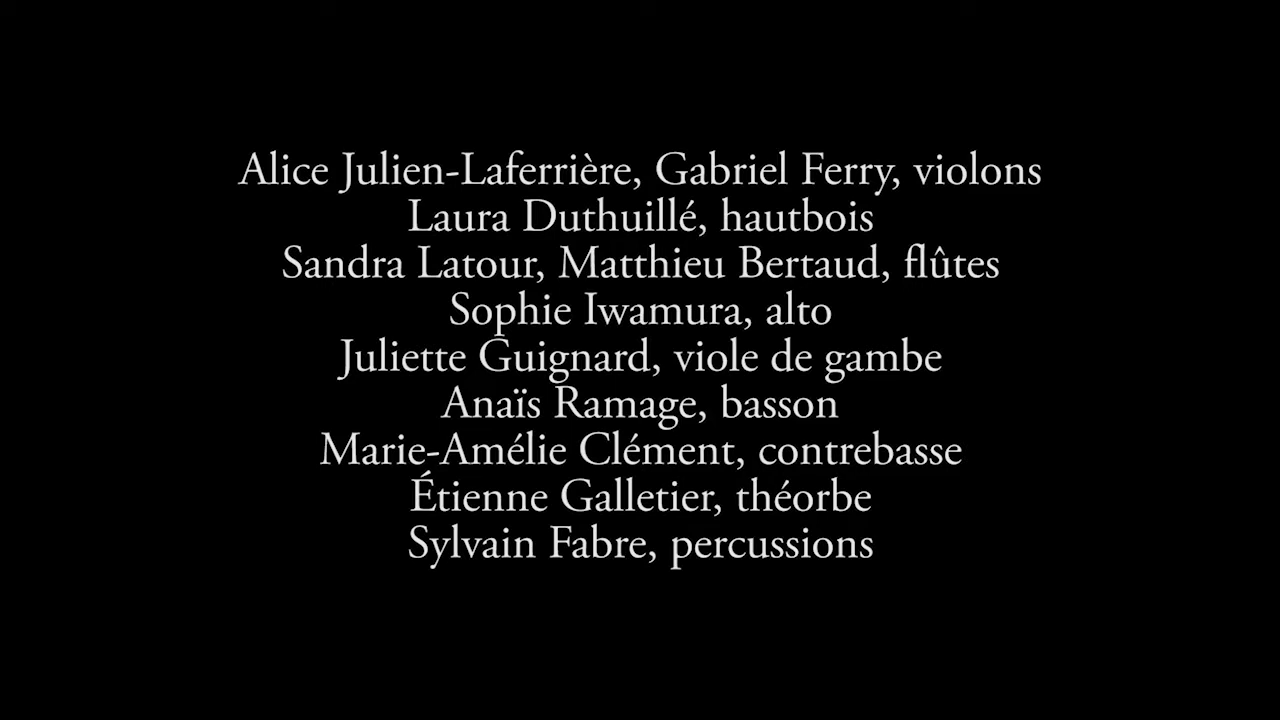 Alice Julien-Laferrière, Gabriel Ferry, violons
Laura Duthuillé, hautbois
Sandra Latour, Matthieu Bertaud, flûtes
Sophie Iwamura, alto
Juliette Guignard, viole de gambe
Anaïs Ramage, basson
Marie-Amélie Clément, contrebasse
Étienne Galletier, théorbe
Sylvain Fabre, percussions